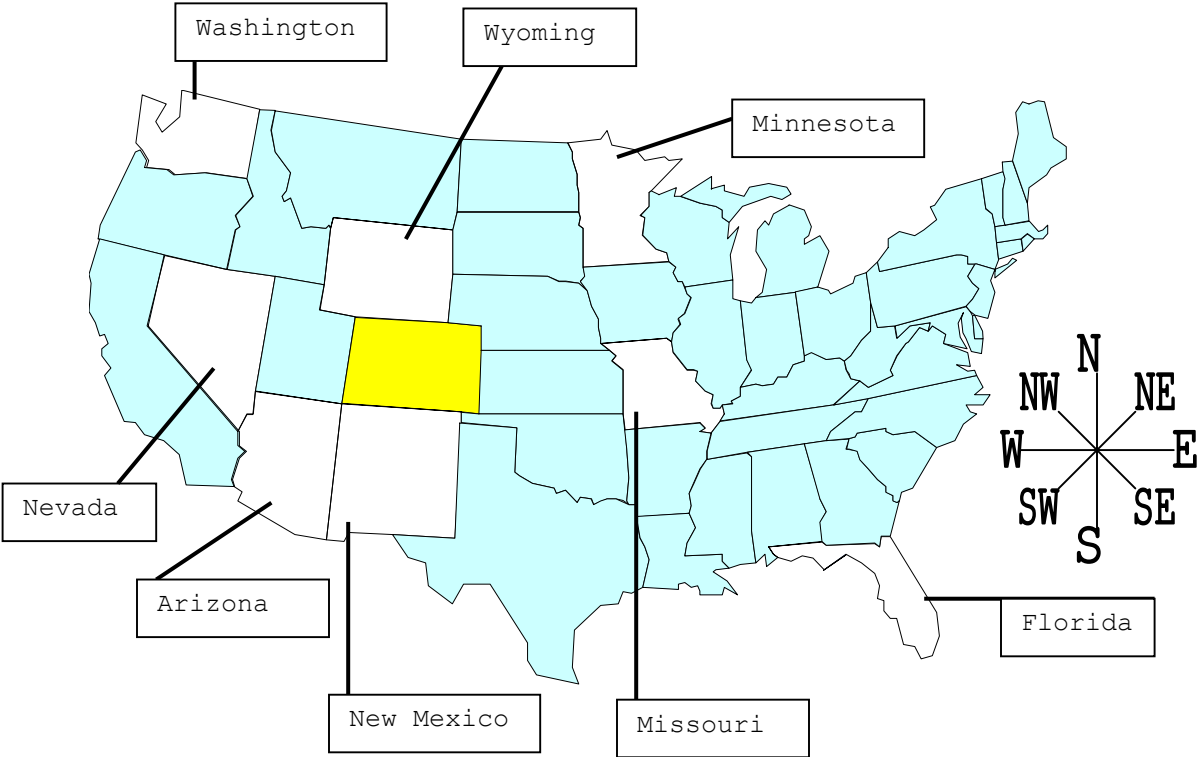 Washington
Wyoming
Minnesota
N
NW NE
W E
SW SE
S
Nevada
Arizona
Florida
New Mexico
Missouri